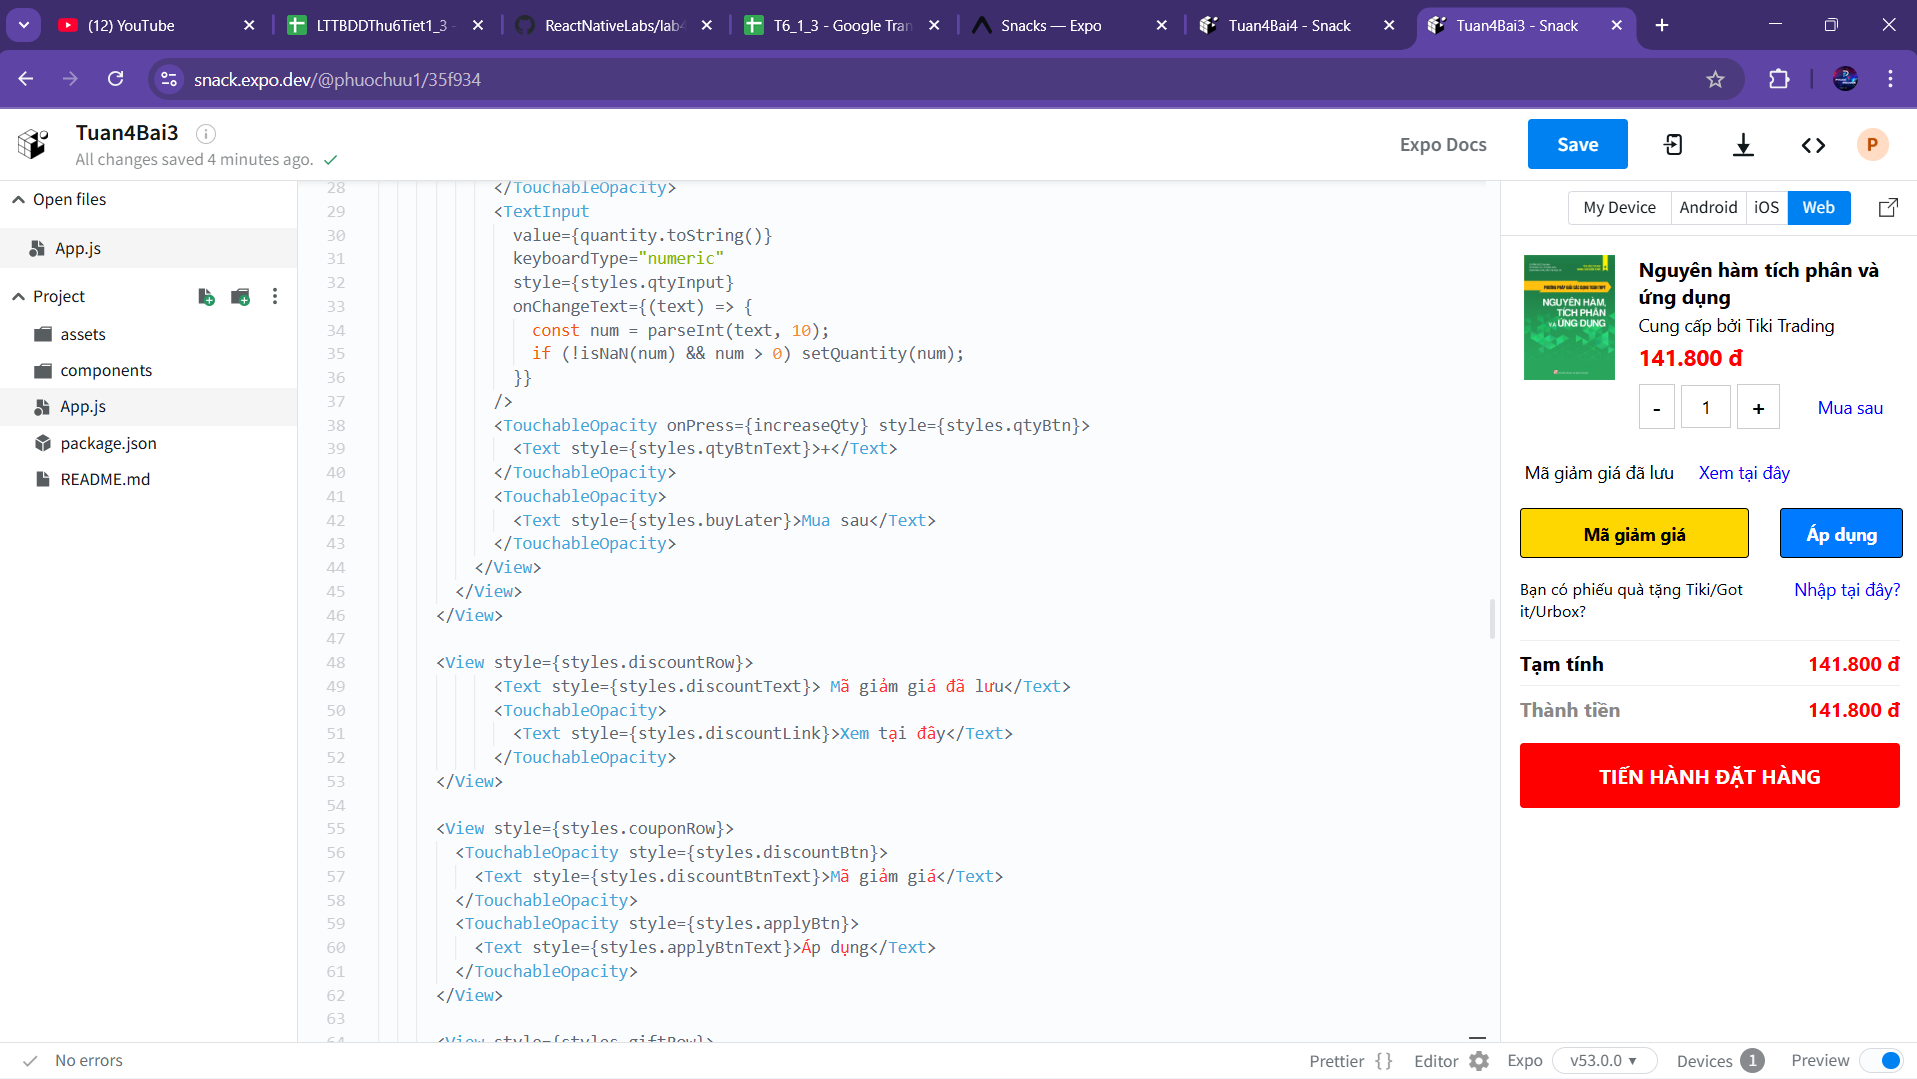 (12) YouTube
LTTBDDThu6Tiet1_3 -
ReactNativeLabs/lab4
T6_1_3 - Google Tran
Snacks — Expo
Tuan4Bai4 - Snack
Tuan4Bai3 - Snack
snack.expo.dev/@phuochuu1/35f934
Tuan4Bai3
All changes saved 4 minutes ago.
Expo Docs
Save
P
Open files
App.js
Project
assets
components
App.js
package.json
README.md
28 </TouchableOpacity>
29 <TextInput
30 value={quantity.toString()}
31 keyboardType="numeric"
32 style={styles.qtyInput}
33 onChangeText={(text) => {
34 const num = parseInt(text, 10);
35 if (!isNaN(num) && num > 0) setQuantity(num);
36 }}
37 />
38 <TouchableOpacity onPress={increaseQty} style={styles.qtyBtn}>
39 <Text style={styles.qtyBtnText}>+</Text>
40 </TouchableOpacity>
41 <TouchableOpacity>
42 <Text style={styles.buyLater}>Mua sau</Text>
43 </TouchableOpacity>
44 </View>
45 </View>
46 </View>
47
48 <View style={styles.discountRow}>
49 <Text style={styles.discountText}> Mã giảm giá đã lưu</Text>
50 <TouchableOpacity>
51 <Text style={styles.discountLink}>Xem tại đây</Text>
52 </TouchableOpacity>
53 </View>
54
55 <View style={styles.couponRow}>
56 <TouchableOpacity style={styles.discountBtn}>
57 <Text style={styles.discountBtnText}>Mã giảm giá</Text>
58 </TouchableOpacity>
59 <TouchableOpacity style={styles.applyBtn}>
60 <Text style={styles.applyBtnText}>Áp dụng</Text>
61 </TouchableOpacity>
62 </View>
63
64 <View style={styles.giftRow}>
My Device
Android
iOS
Web
PHƯƠNG PHÁP GIẢI CÁC DẠNG TOÁN THPT
NGUYÊN HÀM,
TÍCH PHÂN
VÀ ỨNG DỤNG
Nguyên hàm tích phân và
ứng dụng
Cung cấp bởi Tiki Trading
141.800 đ
- 1 + Mua sau
Mã giảm giá đã lưu Xem tại đây
Mã giảm giá Áp dụng
Bạn có phiếu quà tặng Tiki/Got
it/Urbox?
Nhập tại đây?
Tạm tính 141.800 đ
Thành tiền 141.800 đ
TIẾN HÀNH ĐẶT HÀNG
No errors
Prettier { }
Editor
Expo
v53.0.0
Devices 1
Preview